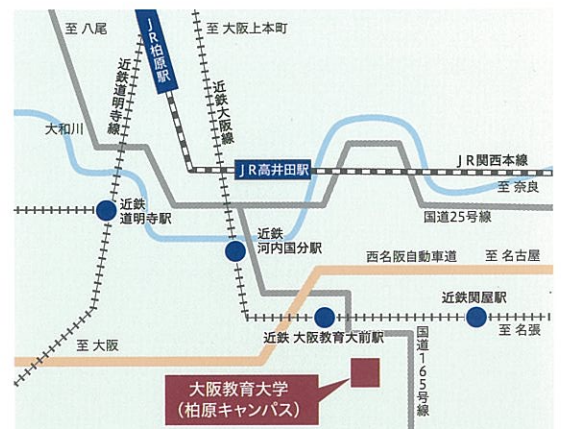 至 八尾
JR柏原駅
至 大阪上本町
近鉄道明寺線
近鉄大阪線
大和川
JR高井田駅
JR関西本線
至 奈良
近鉄
道明寺駅
国道25号線
近鉄
河内国分駅
西名阪自動車道
至 名古屋
近鉄関屋駅
近鉄 大阪教育大前駅
至 名張
至 大阪
国道165号線
大阪教育大学
(柏原キャンパス)